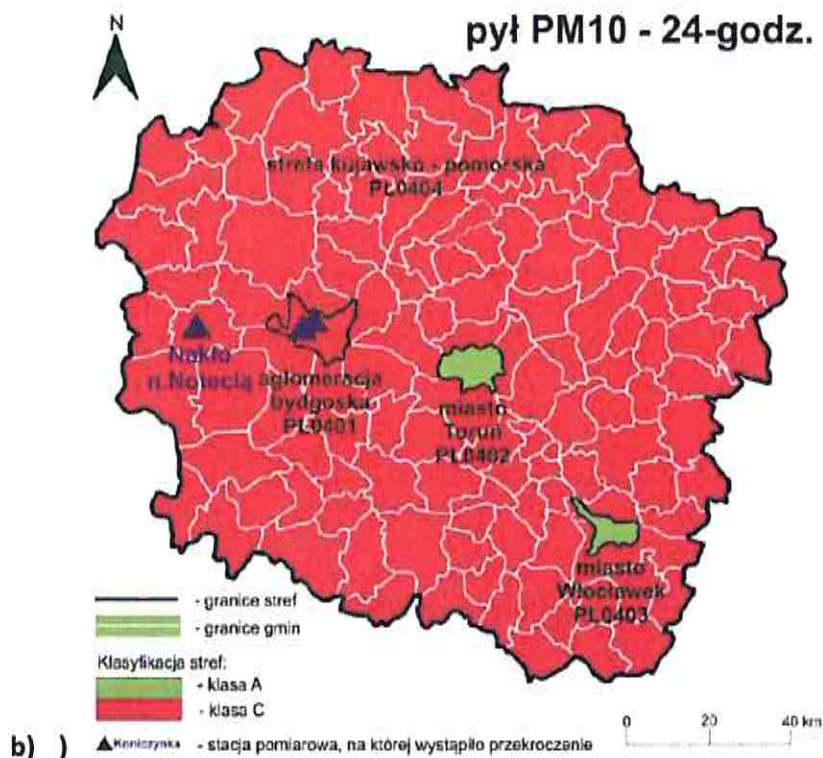 pył PM10 - 24-godz.
N
strefa kujawsko - pomorska
PL0404
Nakło
n.Notecią
aglomeracja
bydgoska
PL0401
miasto
Toruń
PL0402
miasto
Włocławek
PL0403
- granice stref
- granice gmin
Klasyfikacja stref:
- klasa A
- klasa C
Koniczynka - stacja pomiarowa, na której wystąpiło przekroczenie
0 20 40 km
b) )